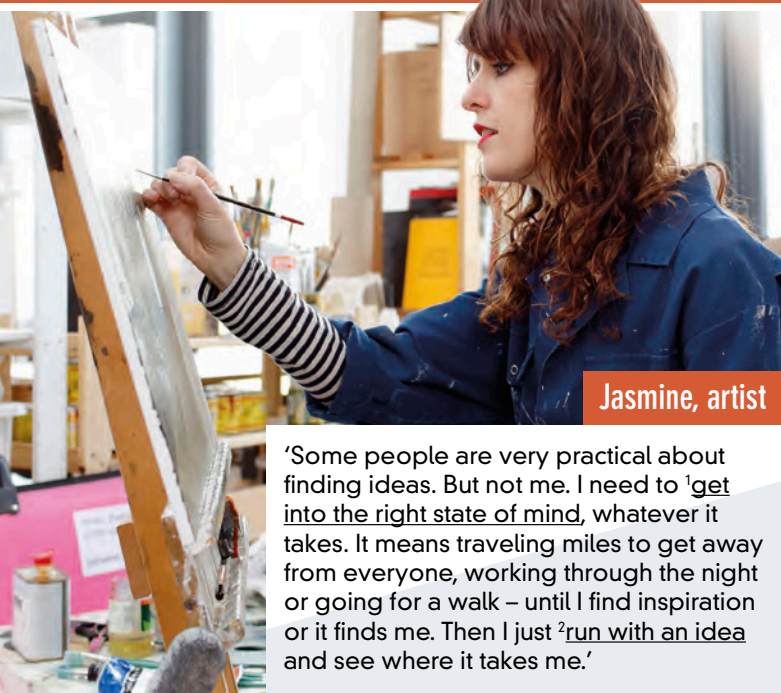 Jasmine, artist
‘Some people are very practical about
finding ideas. But not me. I need to ¹get
into the right state of mind, whatever it
takes. It means traveling miles to get away
from everyone, working through the night
or going for a walk – until I find inspiration
or it finds me. Then I just ²run with an idea
and see where it takes me.’